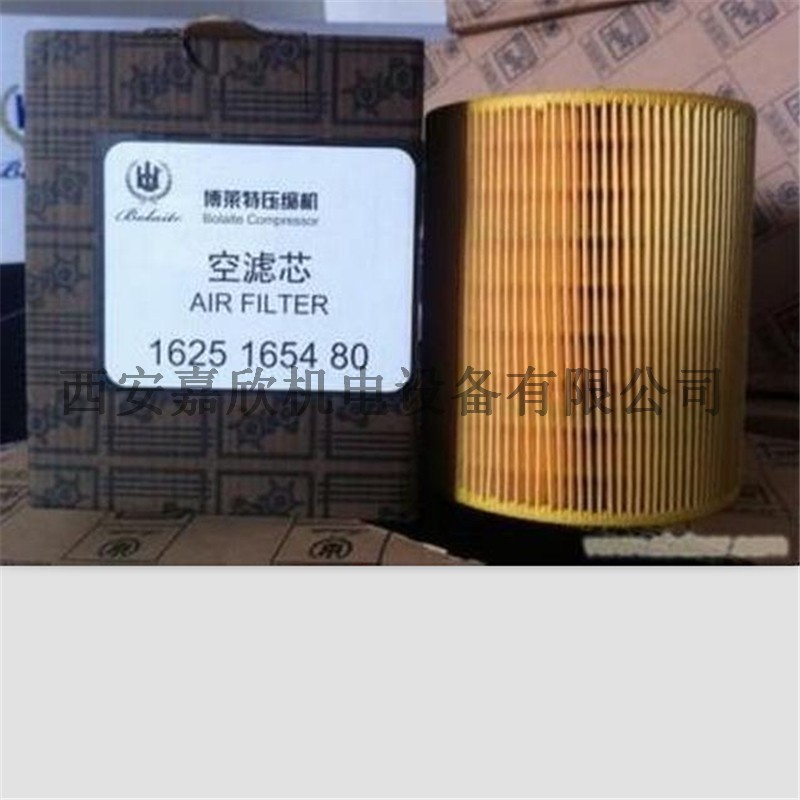 Bolaite
博莱特压缩机
Bolaite Compressor
空滤芯
AIR FILTER
1625 1654 80
西安嘉欣机电设备有限公司